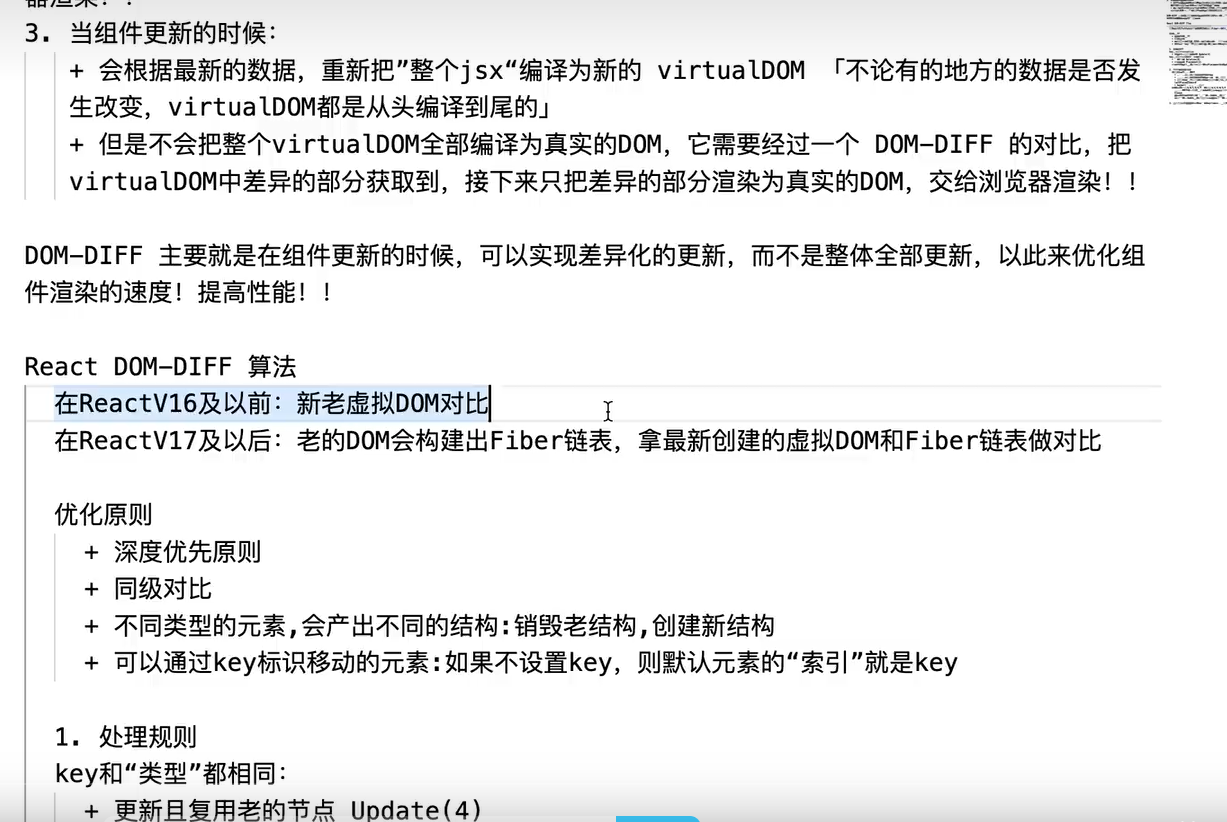 3. 当组件更新的时候:
+ 会根据最新的数据，重新把”整个jsx“编译为新的 virtualDOM 「不论有的地方的数据是否发
生改变，virtualDOM都是从头编译到尾的」
+ 但是不会把整个virtualDOM全部编译为真实的DOM，它需要经过一个 DOM-DIFF 的对比，把
virtualDOM中差异的部分获取到，接下来只把差异的部分渲染为真实的DOM，交给浏览器渲染！！
DOM-DIFF 主要就是在组件更新的时候，可以实现差异化的更新，而不是整体全部更新，以此来优化组
件渲染的速度！提高性能！！
React DOM-DIFF 算法
在ReactV16及以前：新老虚拟DOM对比
在ReactV17及以后：老的DOM会构建出Fiber链表，拿最新创建的虚拟DOM和Fiber链表做对比
优化原则
+ 深度优先原则
+ 同级对比
+ 不同类型的元素,会产出不同的结构:销毁老结构,创建新结构
+ 可以通过key标识移动的元素:如果不设置key，则默认元素的“索引”就是key
1. 处理规则
key和“类型”都相同：
+ 更新且复用老的节点 Update(4)